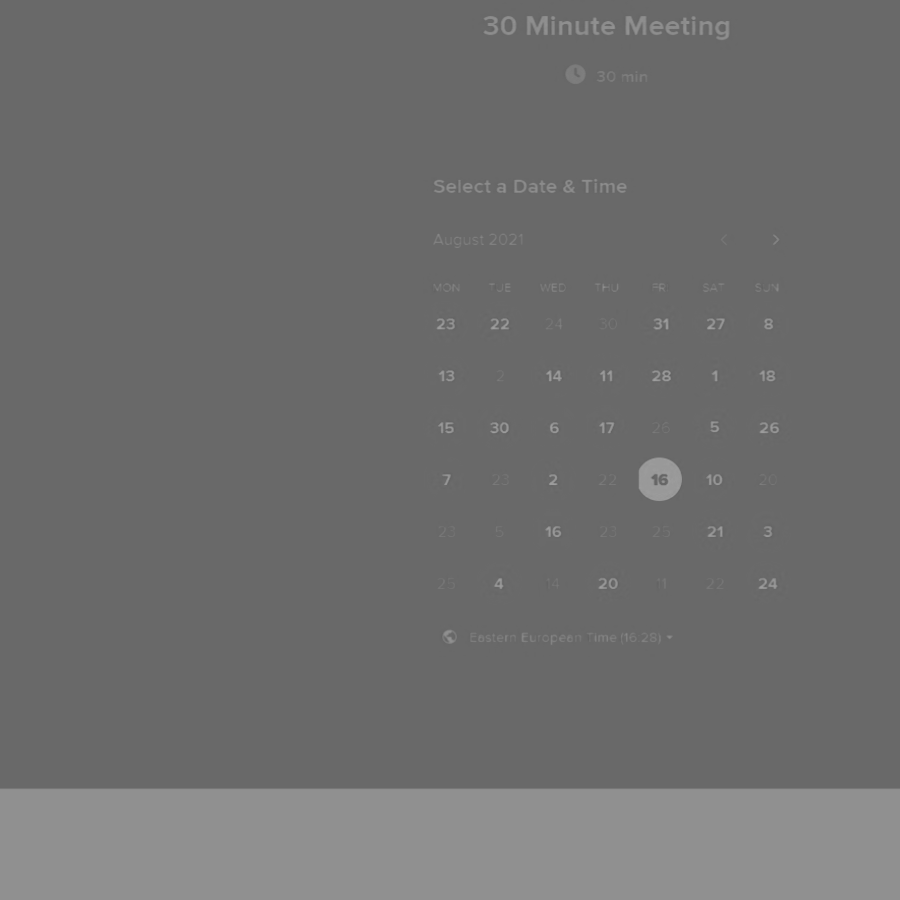 30 Minute Meeting
30 min
Select a Date & Time
August 2021
MON TUE WED THU FRI SAT SUN
23 22 24 30 31 27 8
13 2 14 11 28 1 18
15 30 6 17 26 5 26
7 23 2 22 16 10 20
23 5 16 23 25 21 3
25 4 14 20 11 22 24
Eastern European Time (16:28)